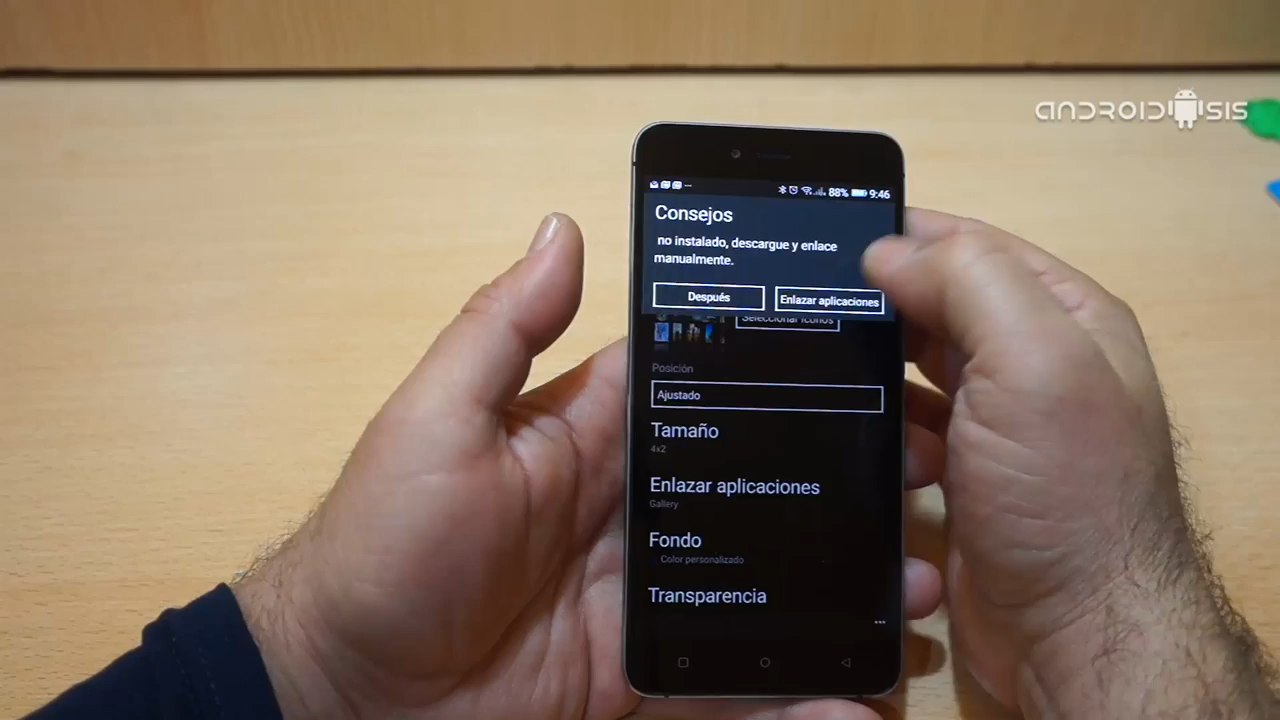 ANDROIDSIS
88% 9:46
Consejos
no instalado, descargue y enlace
manualmente.
Después
Enlazar aplicaciones
Seleccionar iconos
Posición
Ajustado
Tamaño
4x2
Enlazar aplicaciones
Gallery
Fondo
Color personalizado
Transparencia